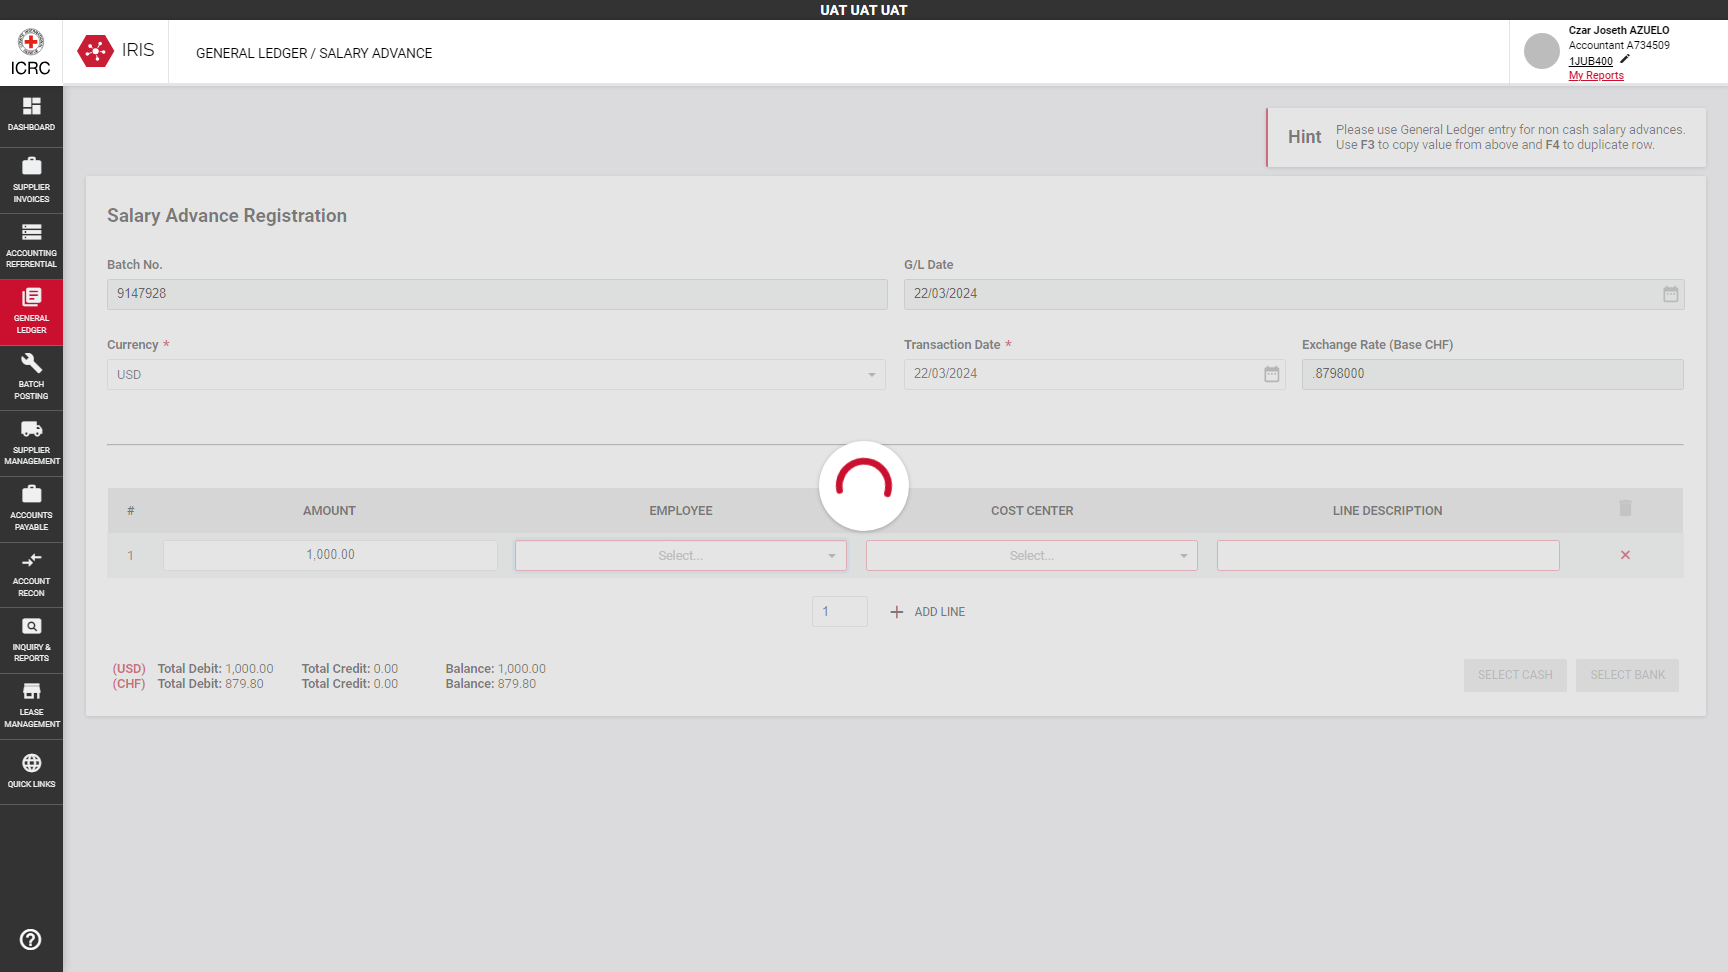 UAT UAT UAT
ICRC
IRIS
GENERAL LEDGER / SALARY ADVANCE
Czar Joseth AZUELO
Accountant A734509
1JUB400
My Reports
DASHBOARD
SUPPLIER
INVOICES
ACCOUNTING
REFERENTIAL
GENERAL
LEDGER
BATCH
POSTING
SUPPLIER
MANAGEMENT
ACCOUNTS
PAYABLE
ACCOUNT
RECON
INQUIRY &
REPORTS
LEASE
MANAGEMENT
QUICK LINKS
Hint
Please use General Ledger entry for non cash salary advances.
Use F3 to copy value from above and F4 to duplicate row.
Salary Advance Registration
Batch No.
G/L Date
9147928
22/03/2024
Currency *
Transaction Date *
Exchange Rate (Base CHF)
USD
22/03/2024
.8798000
# AMOUNT EMPLOYEE COST CENTER LINE DESCRIPTION
1 1,000.00 Select... Select... ×
1 + ADD LINE
(USD) Total Debit: 1,000.00 Total Credit: 0.00 Balance: 1,000.00
(CHF) Total Debit: 879.80 Total Credit: 0.00 Balance: 879.80
SELECT CASH
SELECT BANK